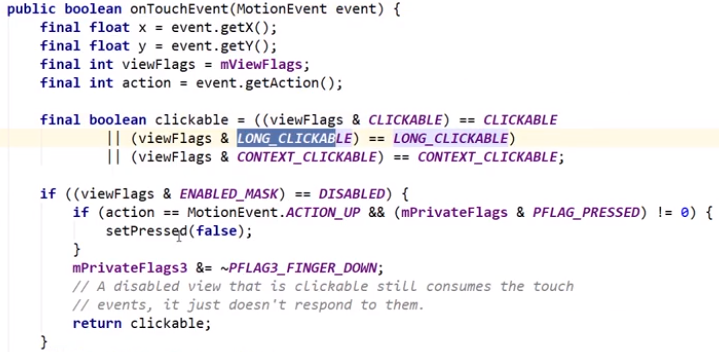 public boolean onTouchEvent(MotionEvent event) {
final float x = event.getX();
final float y = event.getY();
final int viewFlags = mViewFlags;
final int action = event.getAction();
final boolean clickable = ((viewFlags & CLICKABLE) == CLICKABLE
|| (viewFlags & LONG_CLICKABLE) == LONG_CLICKABLE)
|| (viewFlags & CONTEXT_CLICKABLE) == CONTEXT_CLICKABLE;
if ((viewFlags & ENABLED_MASK) == DISABLED) {
if (action == MotionEvent.ACTION_UP && (mPrivateFlags & PFLAG_PRESSED) != 0) {
setPressed(false);
}
mPrivateFlags3 &= ~PFLAG3_FINGER_DOWN;
// A disabled view that is clickable still consumes the touch
// events, it just doesn't respond to them.
return clickable;
}